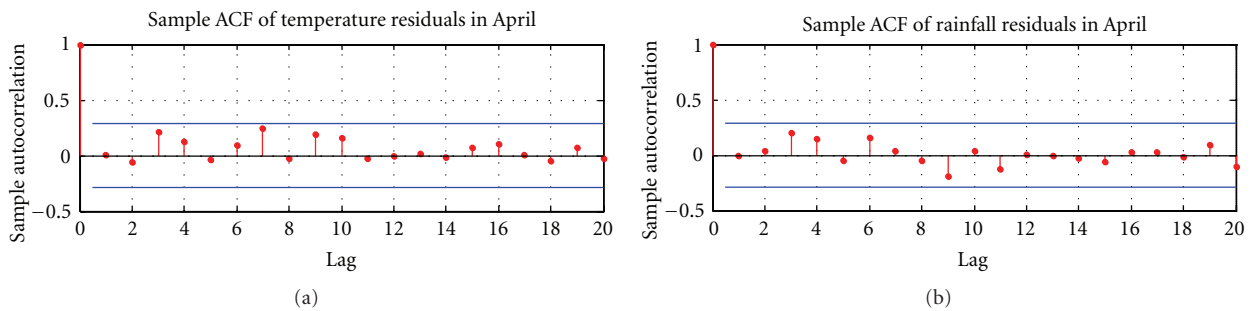 Sample ACF of temperature residuals in April
1
0.5
0
−0.5
Sample autocorrelation
0 2 4 6 8 10 12 14 16 18 20
Lag
(a)
Sample ACF of rainfall residuals in April
1
0.5
0
−0.5
Sample autocorrelation
0 2 4 6 8 10 12 14 16 18 20
Lag
(b)